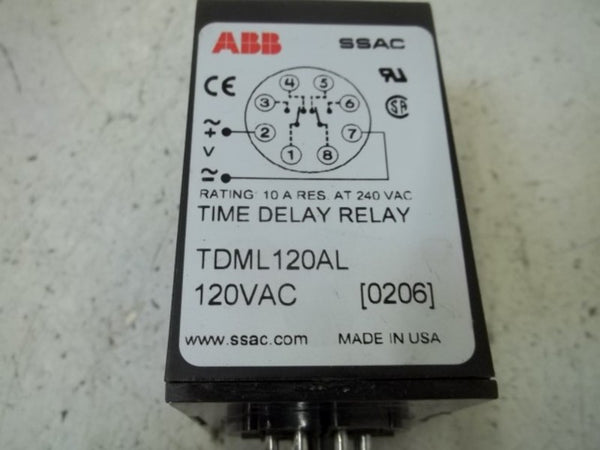 ABB SSAC
CE
4 5
3 6
2 7
+
V
1 8
RATING: 10 A RES. AT 240 VAC
TIME DELAY RELAY
TDML120AL
120VAC [0206]
www.ssac.com MADE IN USA